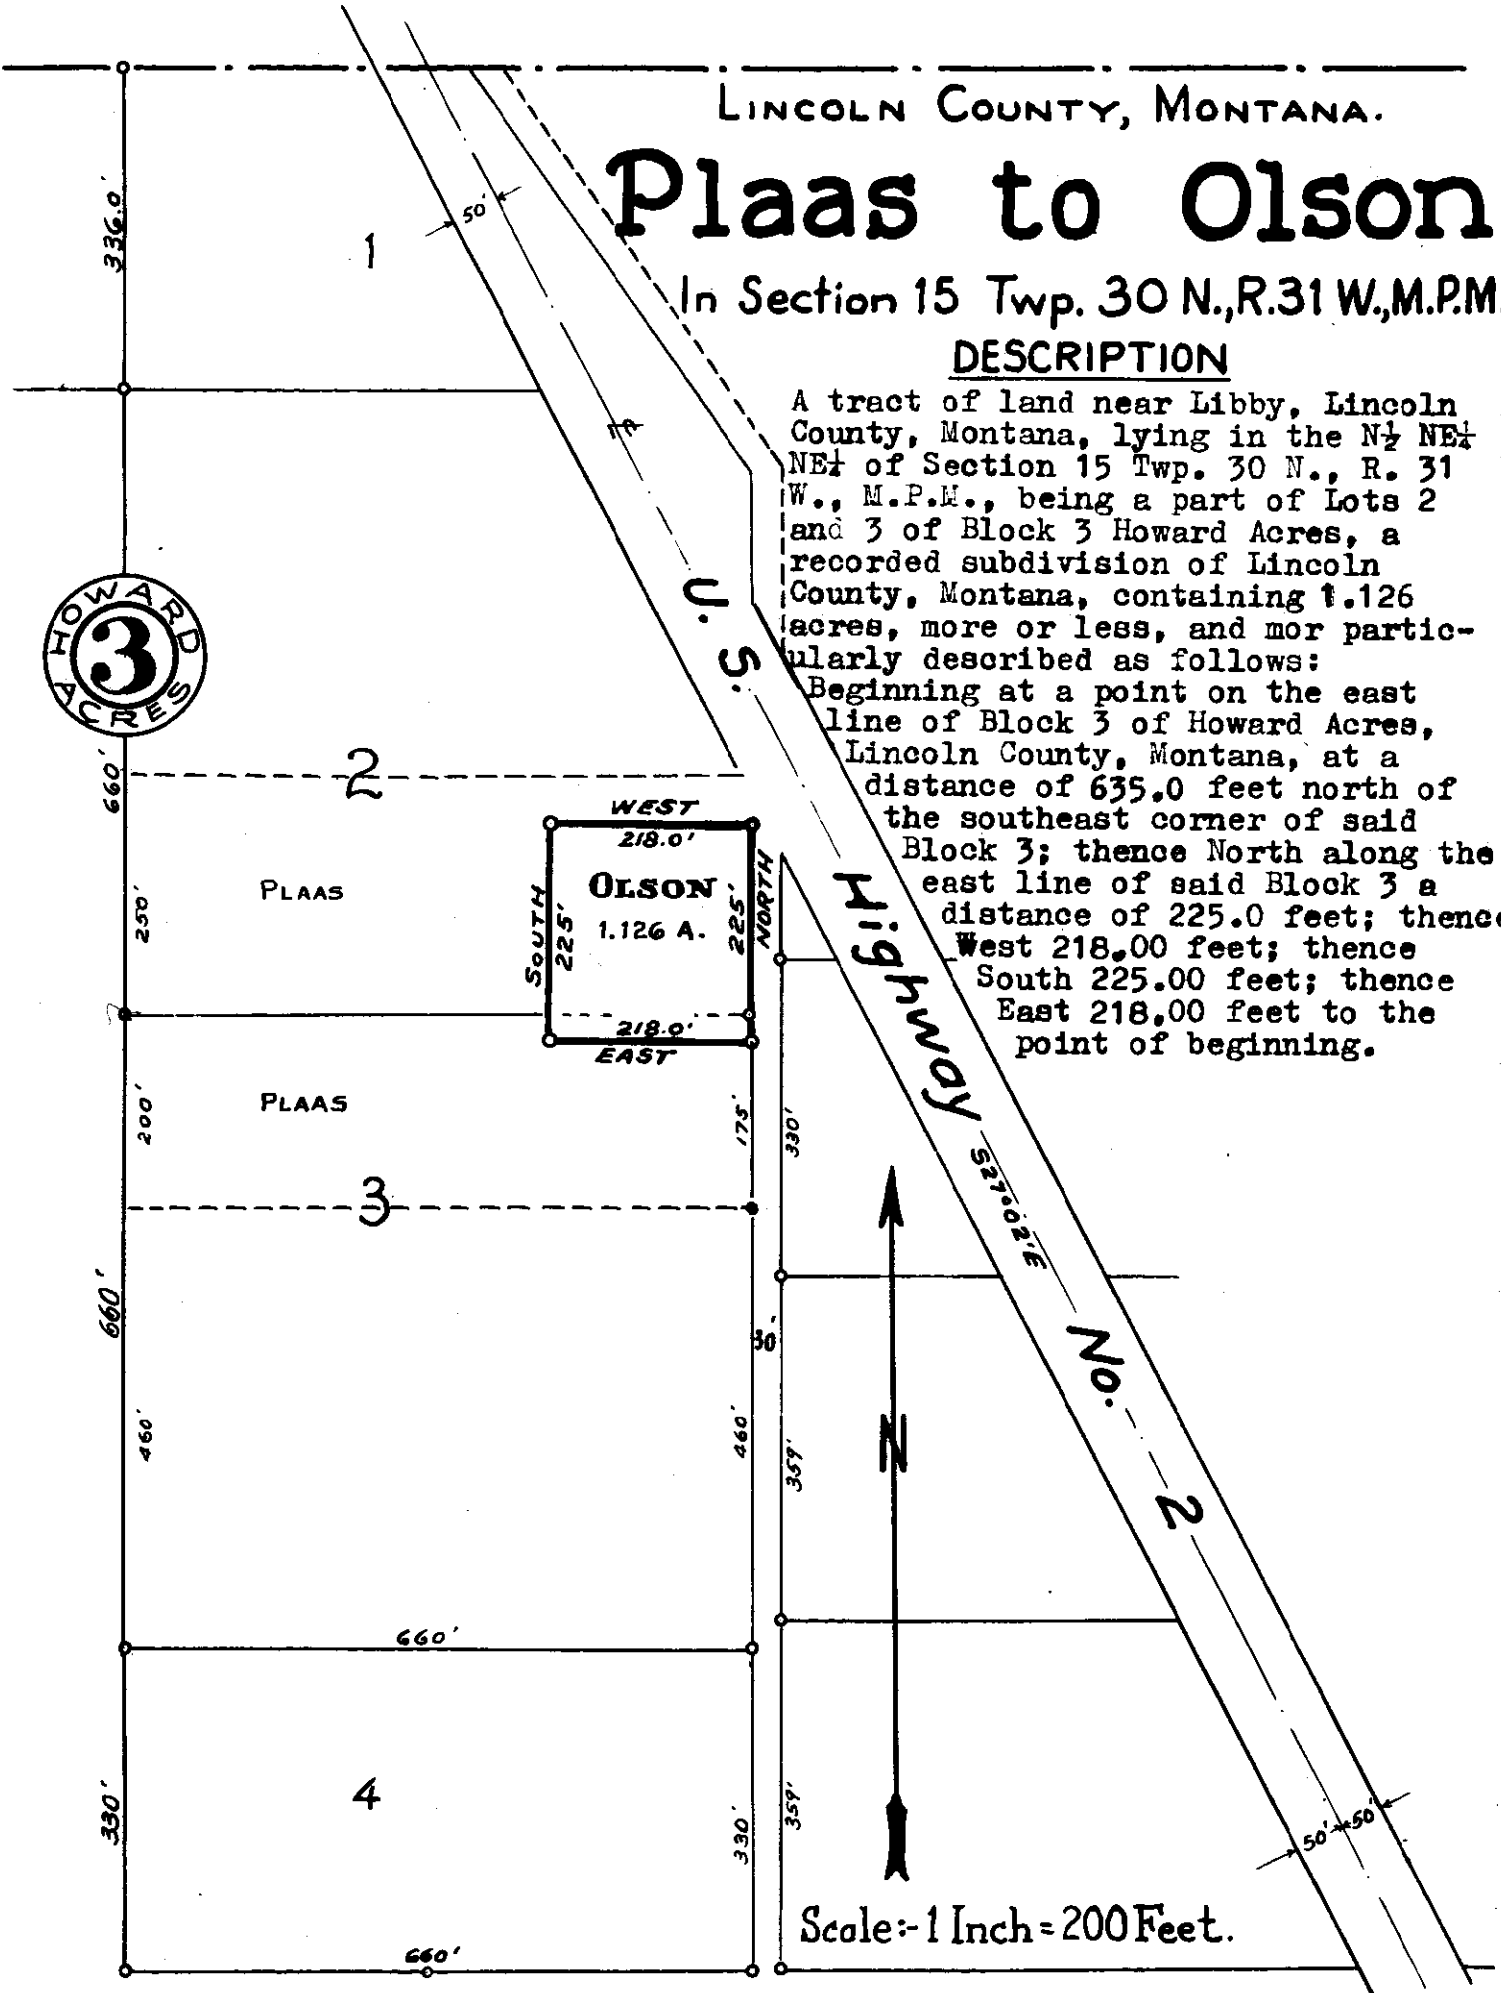 LINCOLN COUNTY, MONTANA.
Plaas to Olson
In Section 15 Twp. 30 N., R.31 W., M.P.M.
DESCRIPTION
A tract of land near Libby, Lincoln
County, Montana, lying in the N½ NE¼
NE¼ of Section 15 Twp. 30 N., R. 31
W., M.P.M., being a part of Lots 2
and 3 of Block 3 Howard Acres, a
recorded subdivision of Lincoln
County, Montana, containing 1.126
acres, more or less, and mor partic-
ularly described as follows:
Beginning at a point on the east
line of Block 3 of Howard Acres,
Lincoln County, Montana, at a
distance of 635.0 feet north of
the southeast corner of said
Block 3; thence North along the
east line of said Block 3 a
distance of 225.0 feet; thence
West 218.00 feet; thence
South 225.00 feet; thence
East 218.00 feet to the
point of beginning.
336.0'
1
50'
HOWARD
3
ACRES
U. S. Highway No. 2
S27°02'E
660'
2
WEST
218.0'
PLAAS
250'
SOUTH
225'
OLSON
1.126 A.
225'
NORTH
218.0'
EAST
200'
PLAAS
175'
330'
3
660'
30'
460'
460'
359'
N
660'
330'
4
330'
359'
50'
50'
Scale:- 1 Inch = 200 Feet.
660'